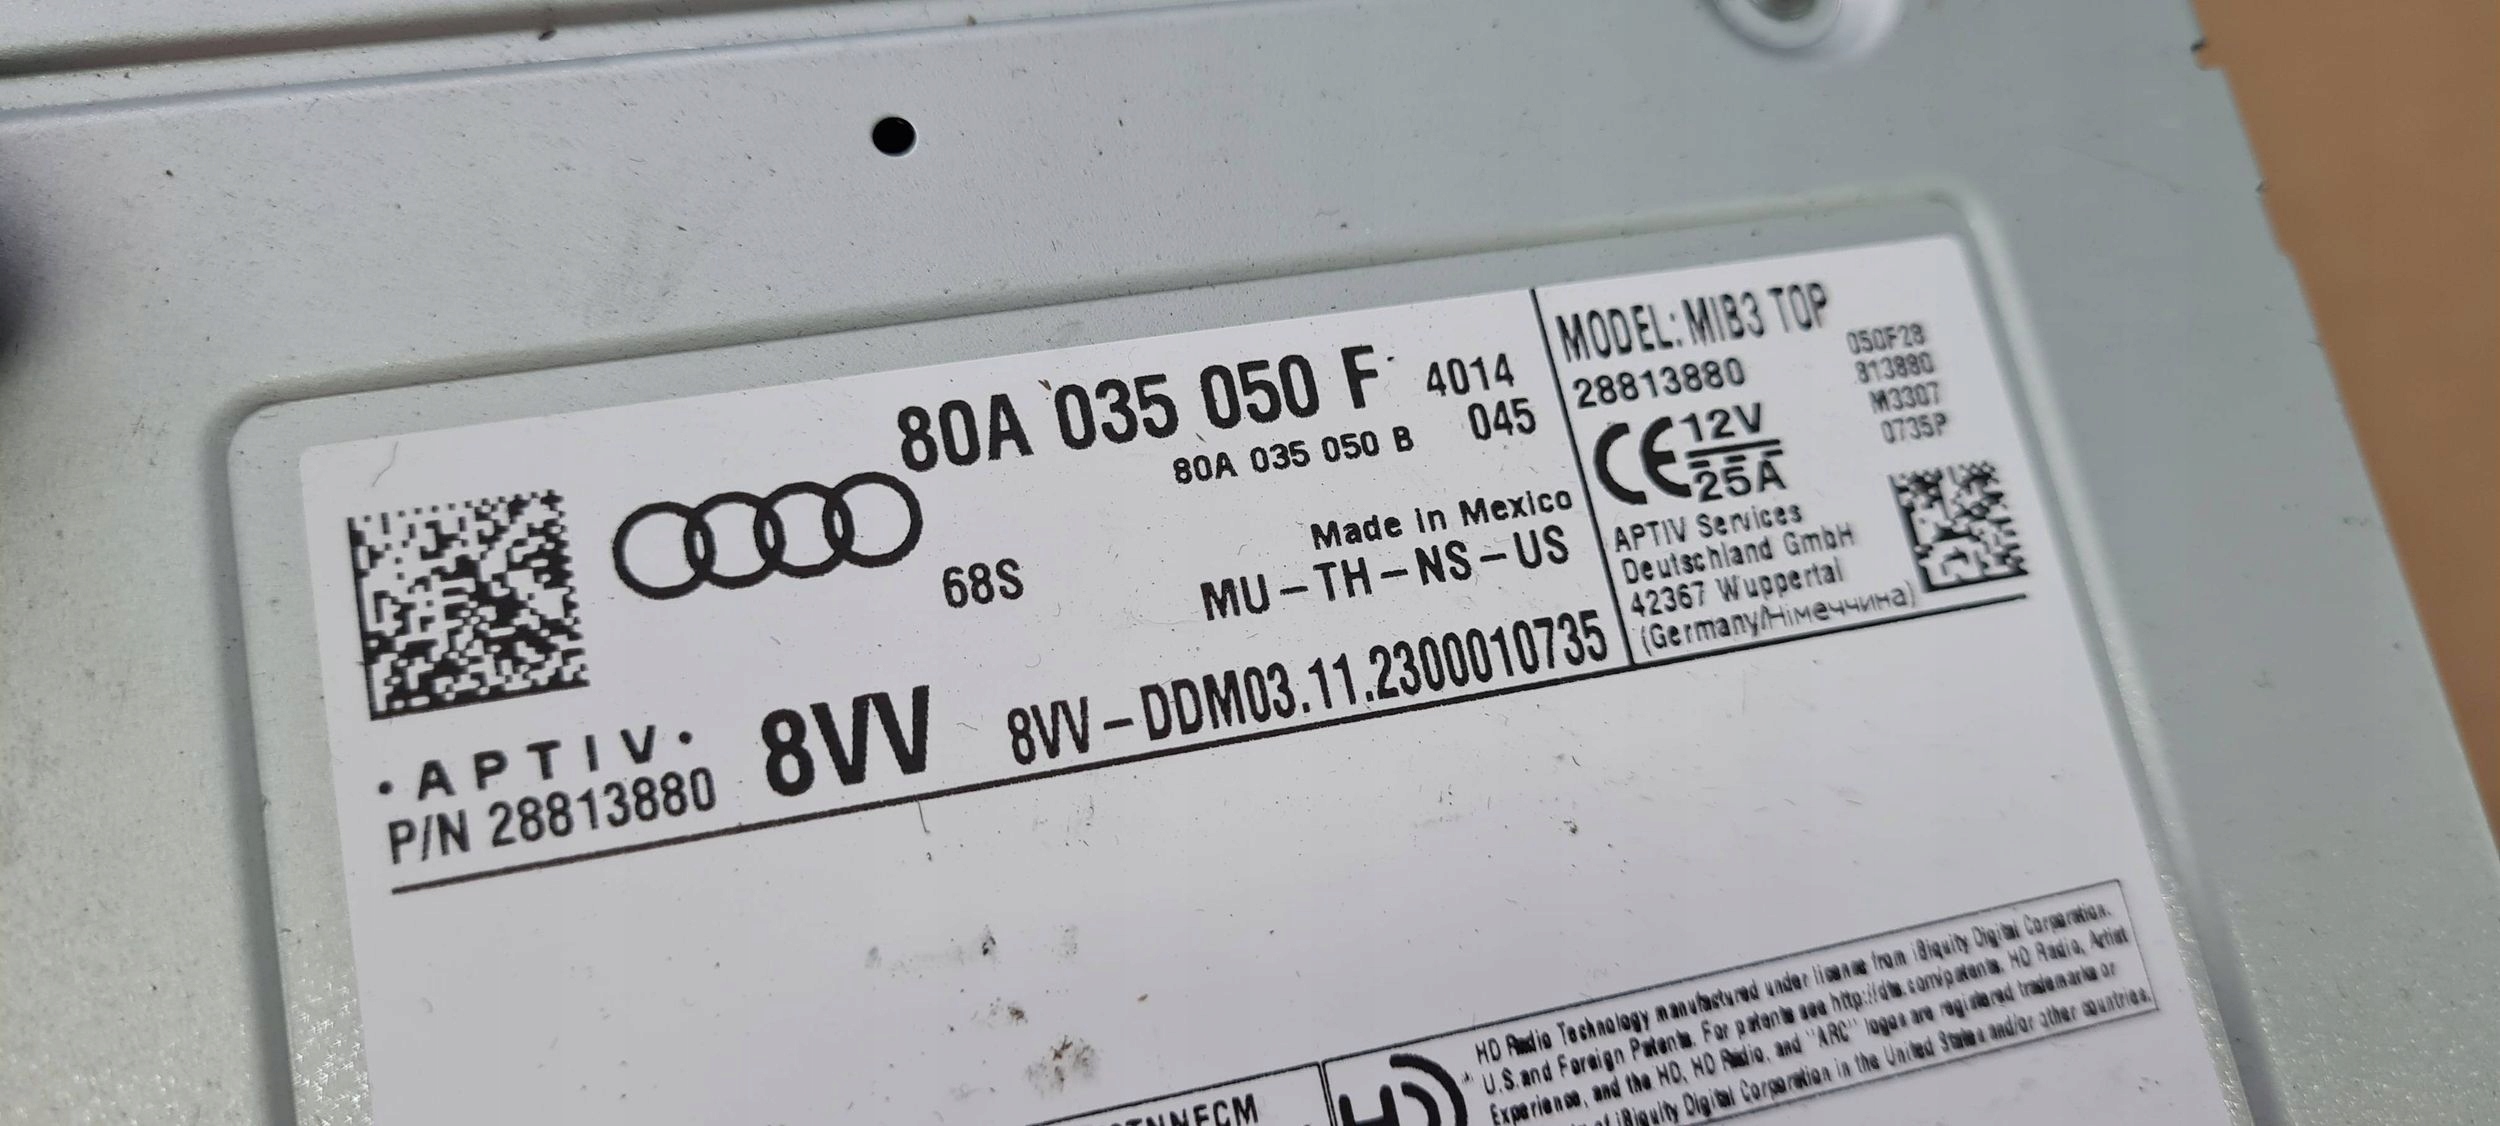 80A 035 050 F 4014
80A 035 050 B 045
68S
Made in Mexico
MU-TH-NS-US
·APTIV·
P/N 28813880
8VV 8VV-DDM03.11.2300010735
MODEL: MIB3 TOP
28813880
CE 12V
25A
APTIV Services
Deutschland GmbH
42367 Wuppertal
(Germany/Німеччина)
050F28
813880
M3307
0735P
HD Radio Technology manufactured under license from iBiquity Digital Corporation.
U.S. and Foreign Patents. For patents see http://dts.com/patents. HD Radio, Artist
Experience, and the HD, HD Radio, and "ARC" logos are registered trademarks or
of iBiquity Digital Corporation in the United States and/or other countries.
HD